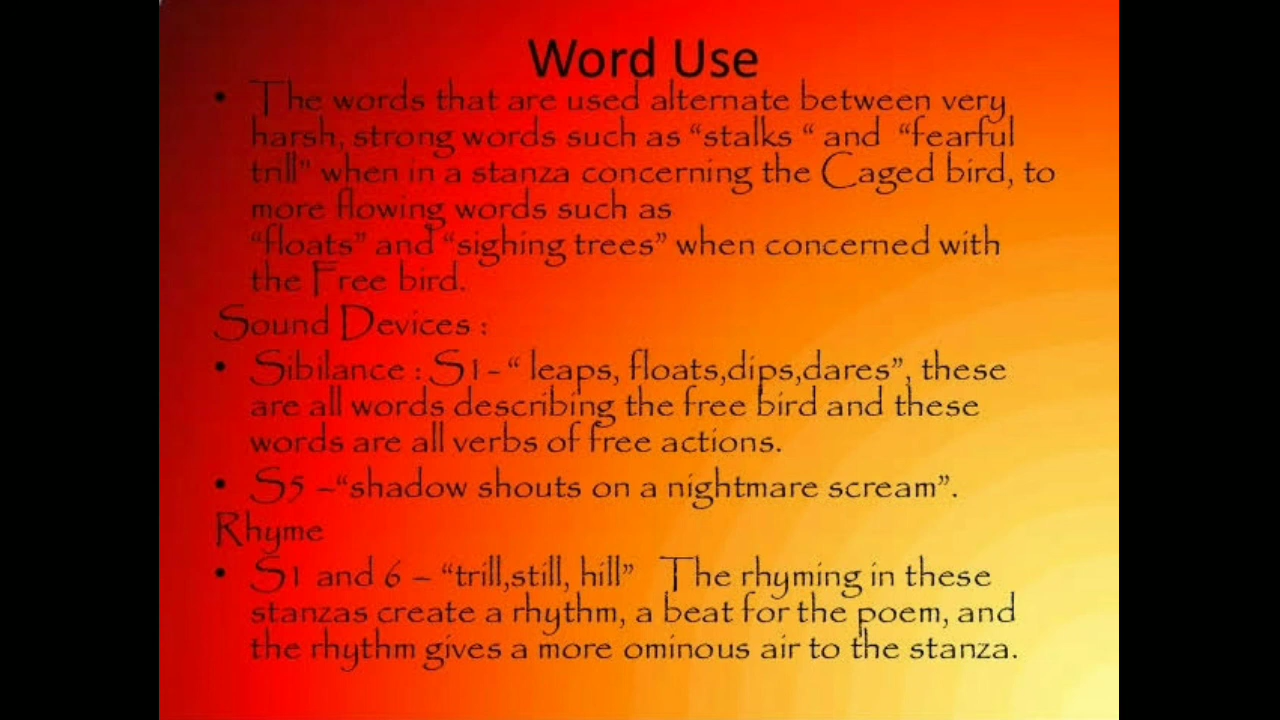 Word Use
• The words that are used alternate between very
harsh, strong words such as “stalks “ and “fearful
trill” when in a stanza concerning the Caged bird, to
more flowing words such as
“floats” and “sighing trees” when concerned with
the Free bird.
Sound Devices :
• Sibilance : S1- “ leaps, floats,dips,dares”, these
are all words describing the free bird and these
words are all verbs of free actions.
• S5 –“shadow shouts on a nightmare scream”.
Rhyme
• S1 and 6 – “trill,still, hill” The rhyming in these
stanzas create a rhythm, a beat for the poem, and
the rhythm gives a more ominous air to the stanza.